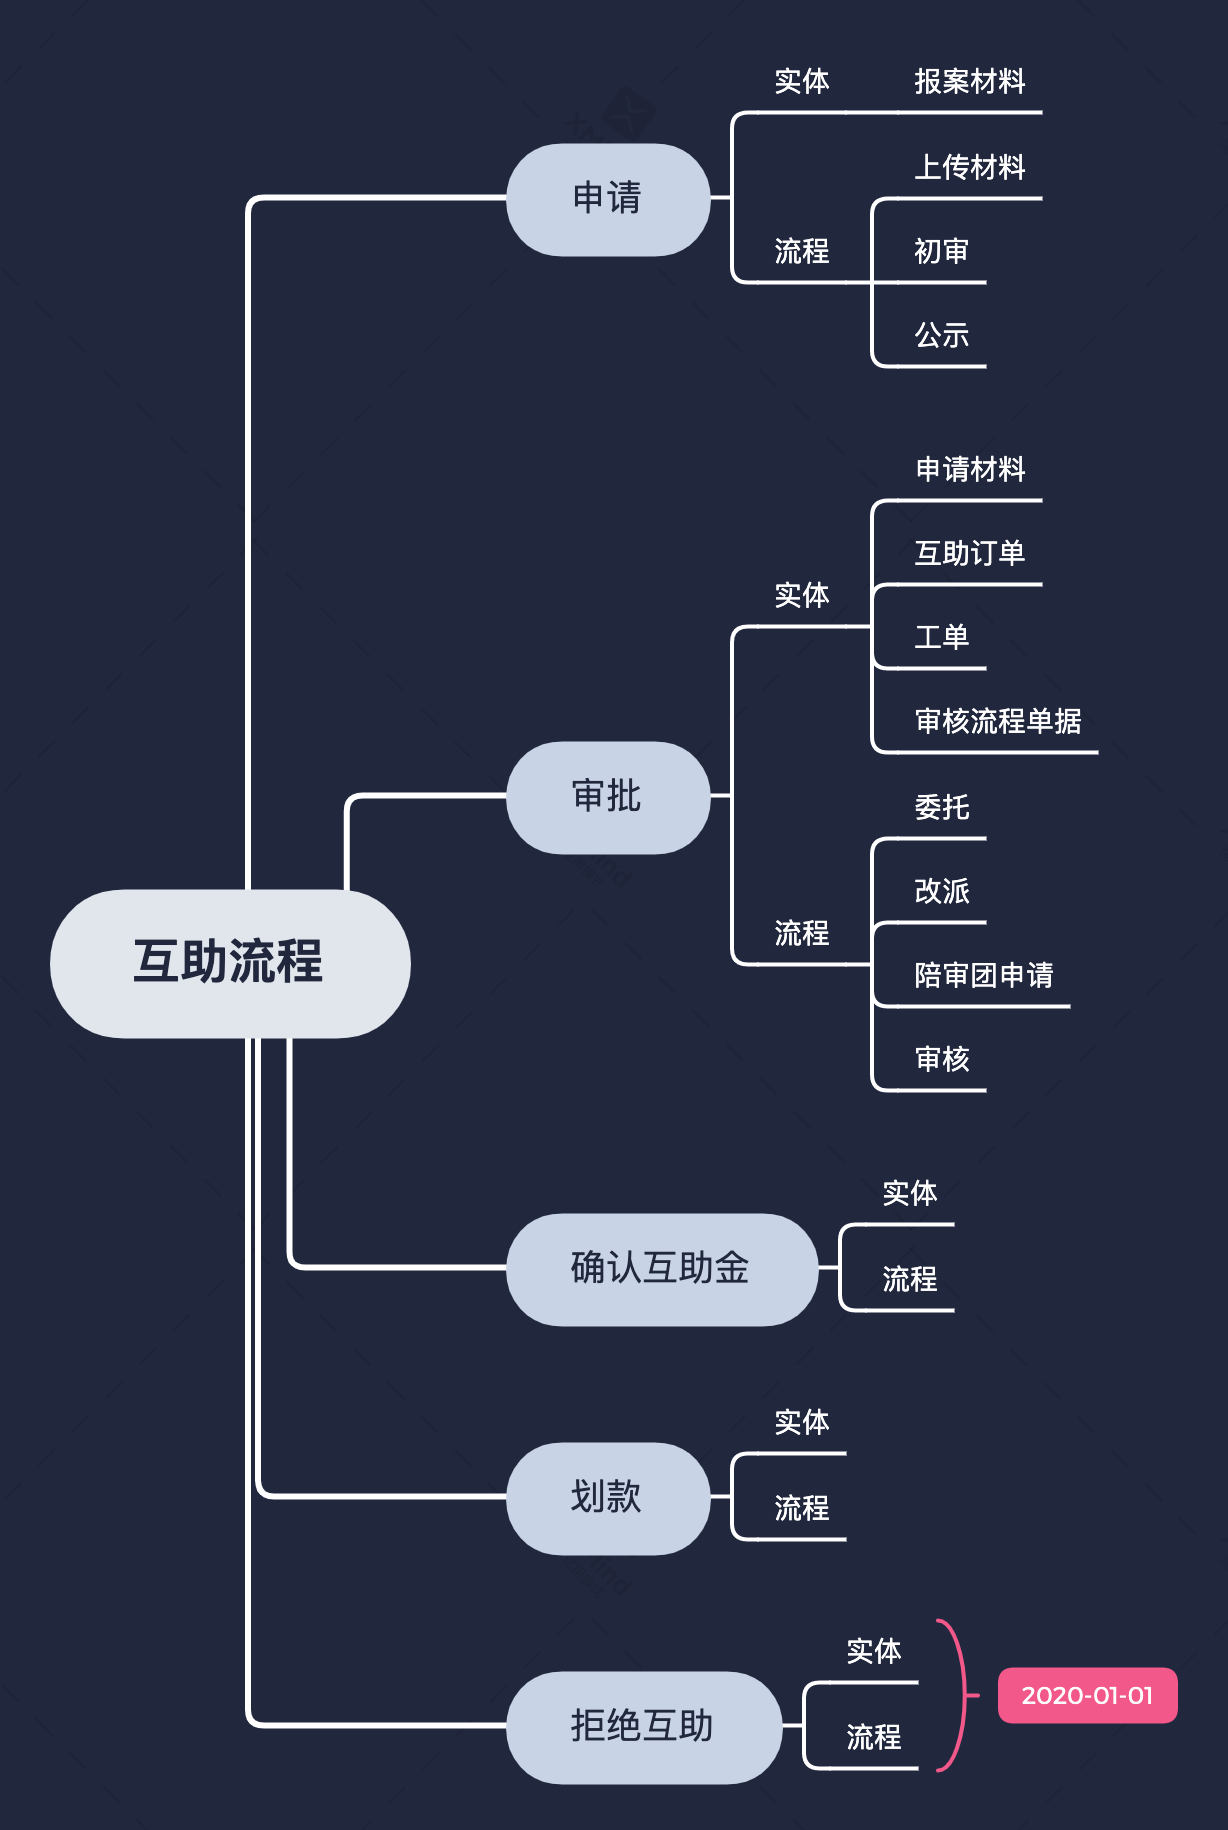 互助流程
申请
实体
报案材料
流程
上传材料
初审
公示
审批
实体
申请材料
互助订单
工单
审核流程单据
流程
委托
改派
陪审团申请
审核
确认互助金
实体
流程
划款
实体
流程
拒绝互助
实体
流程
2020-01-01